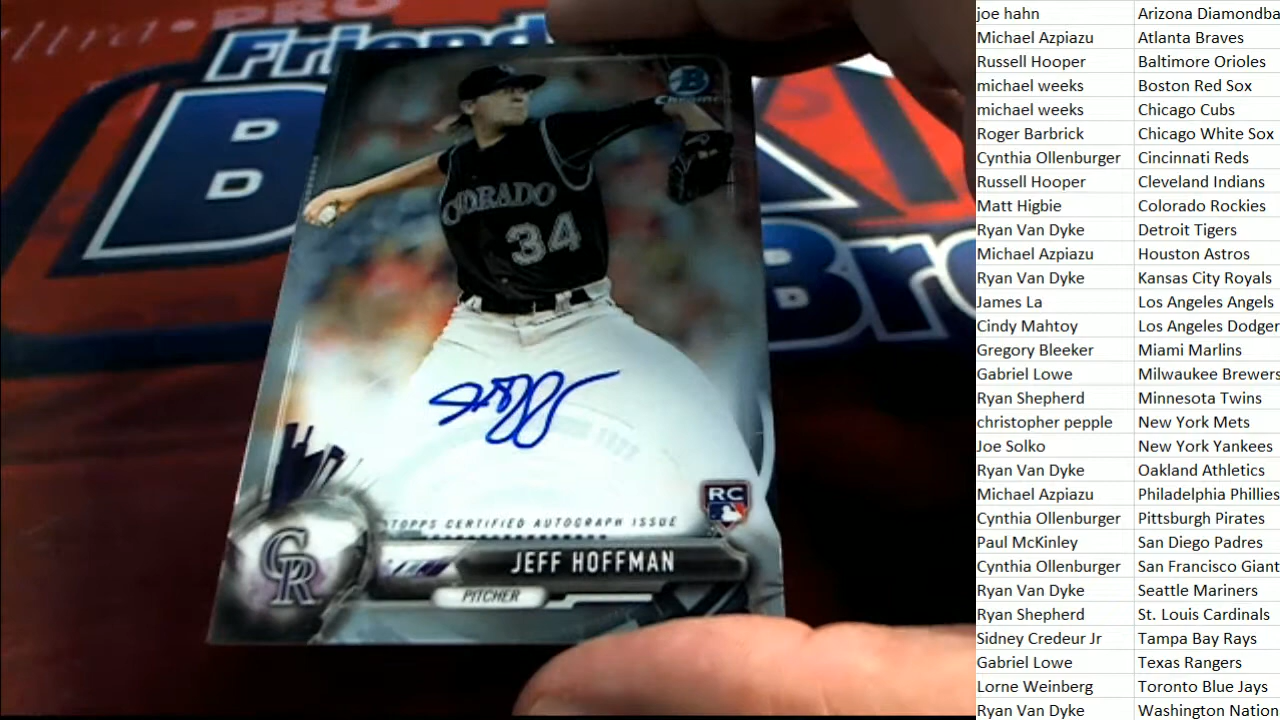 PRO
Friend
B
Chrome
COLORADO
34
D
D
Bro
RC
TOPPS CERTIFIED AUTOGRAPH ISSUE
CR
JEFF HOFFMAN
PITCHER
joe hahn Arizona Diamondba
Michael Azpiazu Atlanta Braves
Russell Hooper Baltimore Orioles
michael weeks Boston Red Sox
michael weeks Chicago Cubs
Roger Barbrick Chicago White Sox
Cynthia Ollenburger Cincinnati Reds
Russell Hooper Cleveland Indians
Matt Higbie Colorado Rockies
Ryan Van Dyke Detroit Tigers
Michael Azpiazu Houston Astros
Ryan Van Dyke Kansas City Royals
James La Los Angeles Angels
Cindy Mahtoy Los Angeles Dodger
Gregory Bleeker Miami Marlins
Gabriel Lowe Milwaukee Brewers
Ryan Shepherd Minnesota Twins
christopher pepple New York Mets
Joe Solko New York Yankees
Ryan Van Dyke Oakland Athletics
Michael Azpiazu Philadelphia Phillies
Cynthia Ollenburger Pittsburgh Pirates
Paul McKinley San Diego Padres
Cynthia Ollenburger San Francisco Giant
Ryan Van Dyke Seattle Mariners
Ryan Shepherd St. Louis Cardinals
Sidney Credeur Jr Tampa Bay Rays
Gabriel Lowe Texas Rangers
Lorne Weinberg Toronto Blue Jays
Ryan Van Dyke Washington Nation